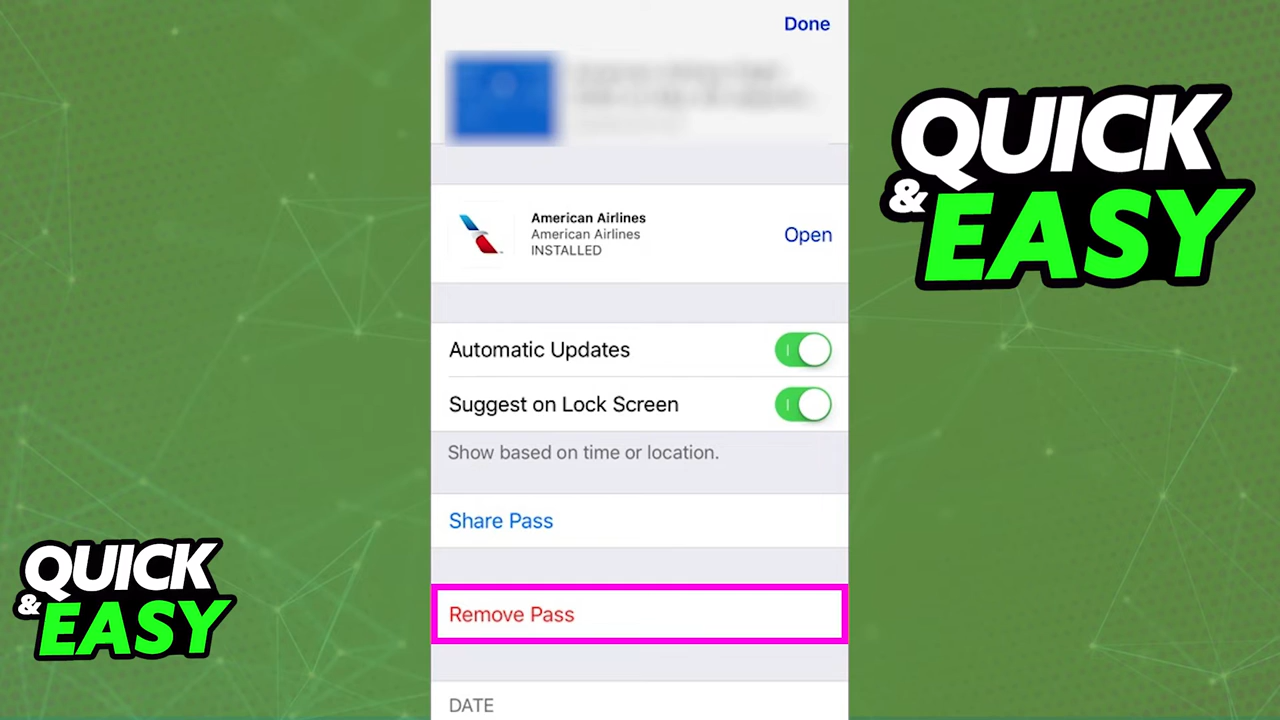 Done
American Airlines
American Airlines
INSTALLED
Open
Automatic Updates
Suggest on Lock Screen
Show based on time or location.
Share Pass
Remove Pass
DATE
QUICK
& EASY
QUICK
& EASY